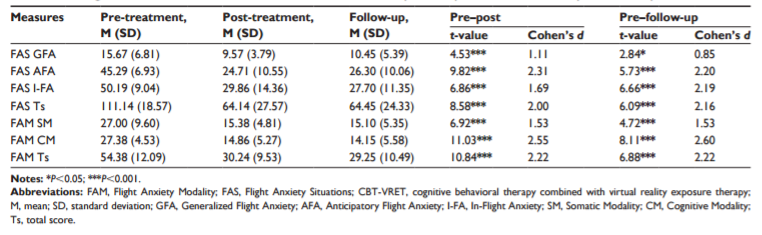 Measures Pre-treatment, Post-treatment, Follow-up, Pre–post Pre–follow-up
M (SD) M (SD) M (SD) t-value Cohen's d t-value Cohen's d
FAS GFA 15.67 (6.81) 9.57 (3.79) 10.45 (5.39) 4.53*** 1.11 2.84* 0.85
FAS AFA 45.29 (6.93) 24.71 (10.55) 26.30 (10.06) 9.82*** 2.31 5.73*** 2.20
FAS I-FA 50.19 (9.04) 29.86 (14.36) 27.70 (11.35) 6.86*** 1.69 6.66*** 2.19
FAS Ts 111.14 (18.57) 64.14 (27.57) 64.45 (24.33) 8.58*** 2.00 6.09*** 2.16
FAM SM 27.00 (9.60) 15.38 (4.81) 15.10 (5.35) 6.92*** 1.53 4.72*** 1.53
FAM CM 27.38 (4.53) 14.86 (5.27) 14.15 (5.58) 11.03*** 2.55 8.11*** 2.60
FAM Ts 54.38 (12.09) 30.24 (9.53) 29.25 (10.49) 10.84*** 2.22 6.88*** 2.22
Notes: *P<0.05; ***P<0.001.
Abbreviations: FAM, Flight Anxiety Modality; FAS, Flight Anxiety Situations; CBT-VRET, cognitive behavioral therapy combined with virtual reality exposure therapy;
M, mean; SD, standard deviation; GFA, Generalized Flight Anxiety; AFA, Anticipatory Flight Anxiety; I-FA, In-Flight Anxiety; SM, Somatic Modality; CM, Cognitive Modality;
Ts, total score.